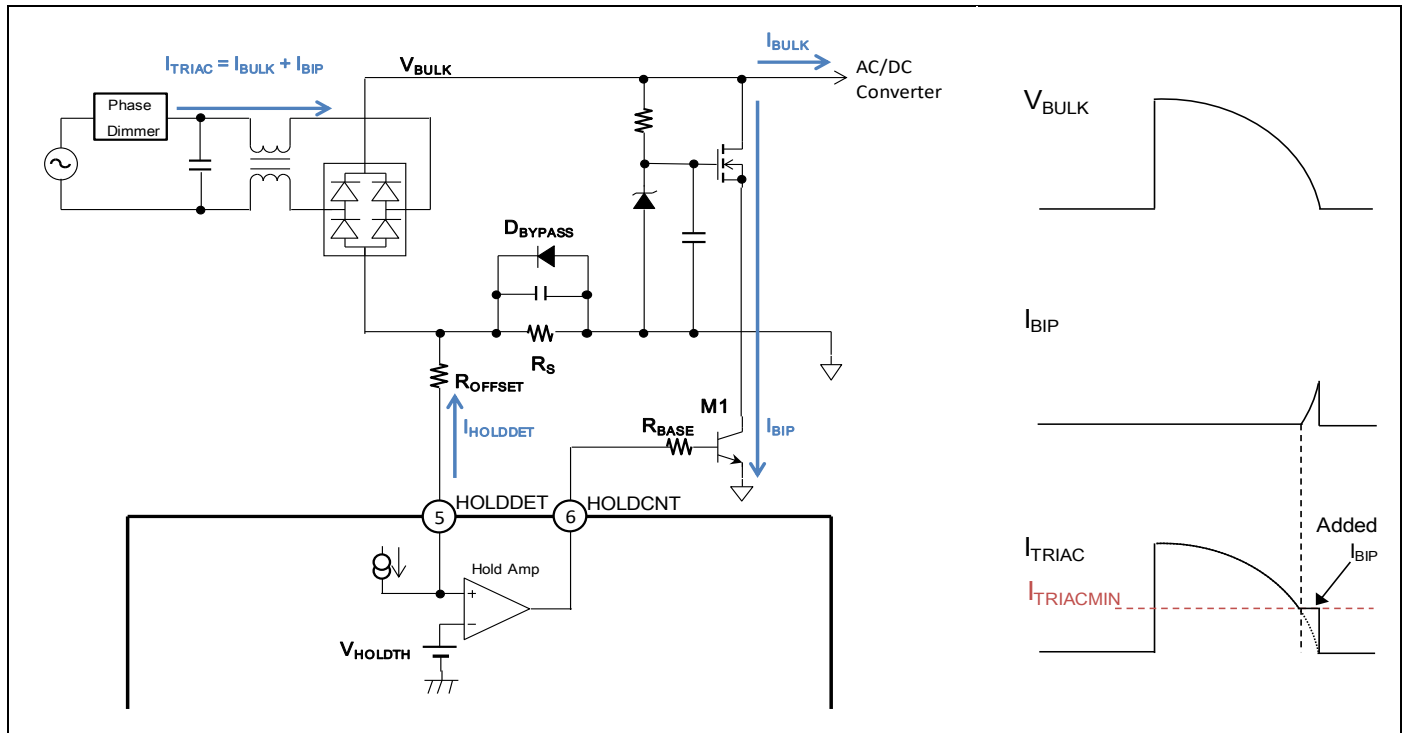 I_BULK
I_TRIAC = I_BULK + I_BIP
V_BULK
AC/DC
Converter
Phase
Dimmer
D_BYPASS
R_S
R_OFFSET
I_HOLDDET
M1
R_BASE
I_BIP
5
HOLDDET
6
HOLDCNT
Hold Amp
+
−
V_HOLDTH
V_BULK
I_BIP
I_TRIAC
I_TRIACMIN
Added
I_BIP